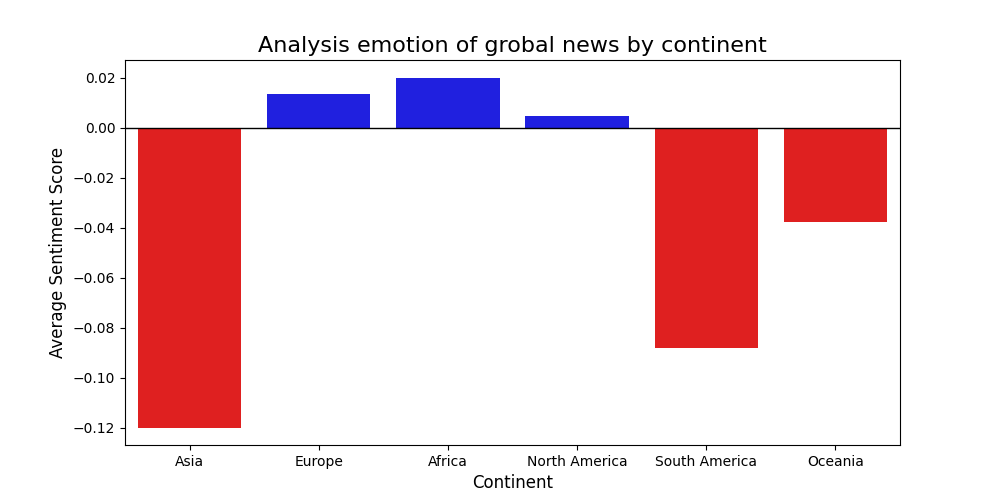 Analysis emotion of grobal news by continent
0.02
0.00
−0.02
−0.04
−0.06
−0.08
−0.10
−0.12
Average Sentiment Score
Asia Europe Africa North America South America Oceania
Continent